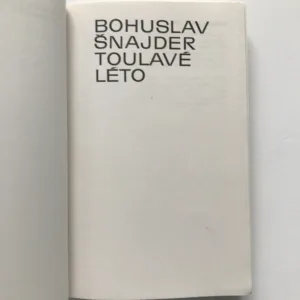 BOHUSLAV
ŠNAJDER
TOULAVÉ
LÉTO